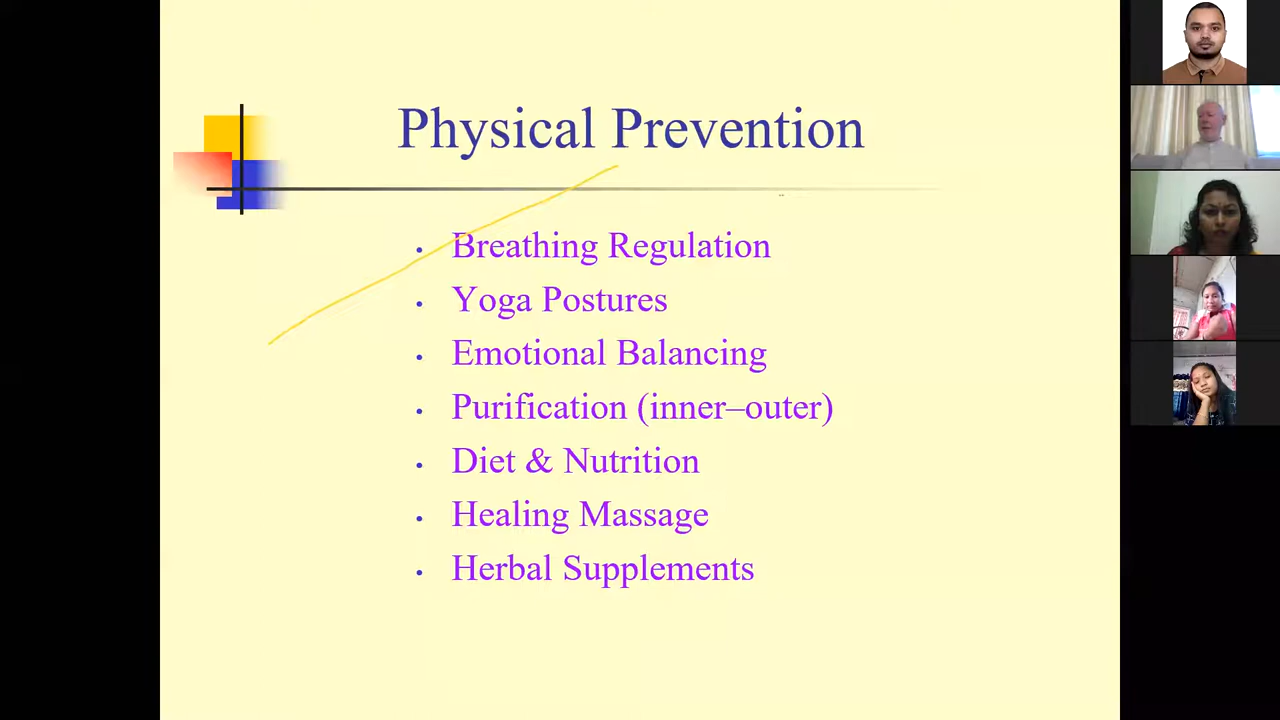 Physical Prevention
• Breathing Regulation
• Yoga Postures
• Emotional Balancing
• Purification (inner–outer)
• Diet & Nutrition
• Healing Massage
• Herbal Supplements